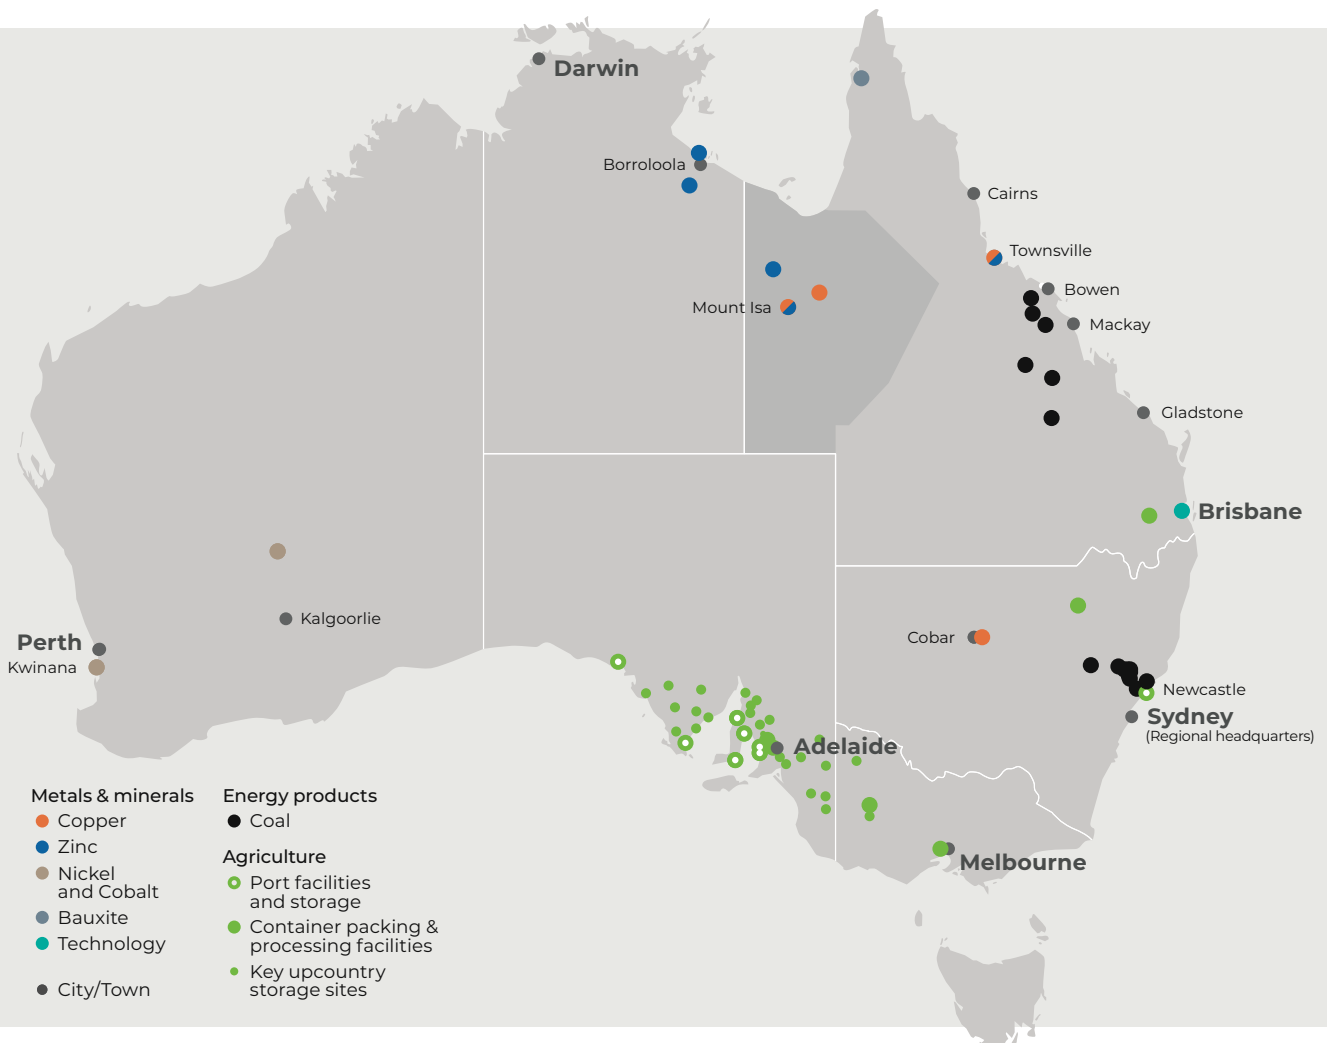 Darwin
Borroloola
Cairns
Townsville
Bowen
Mount Isa
Mackay
Gladstone
Brisbane
Kalgoorlie
Perth
Kwinana
Cobar
Newcastle
Sydney
(Regional headquarters)
Adelaide
Melbourne
Metals & minerals
Copper
Zinc
Nickel
and Cobalt
Bauxite
Technology
City/Town
Energy products
Coal
Agriculture
Port facilities
and storage
Container packing &
processing facilities
Key upcountry
storage sites